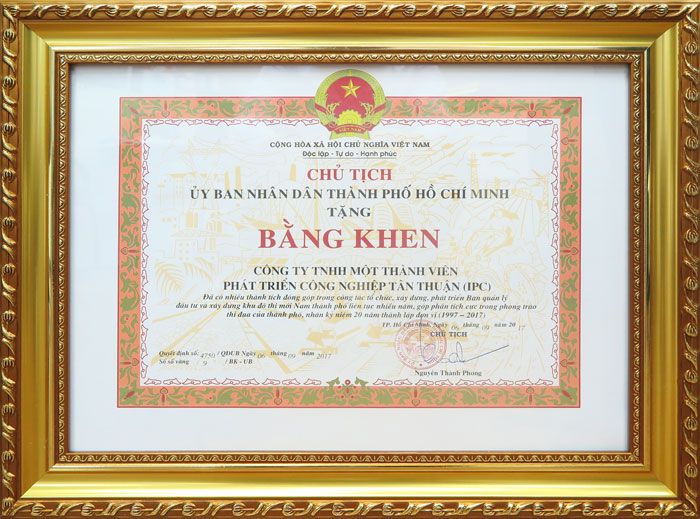 VIỆT NAM
CỘNG HÒA XÃ HỘI CHỦ NGHĨA VIỆT NAM
Độc lập - Tự do - Hạnh phúc
CHỦ TỊCH
ỦY BAN NHÂN DÂN THÀNH PHỐ HỒ CHÍ MINH
TẶNG
BẰNG KHEN
CÔNG TY TNHH MỘT THÀNH VIÊN
PHÁT TRIỂN CÔNG NGHIỆP TÂN THUẬN (IPC)
Đã có nhiều thành tích đóng góp trong công tác tổ chức, xây dựng, phát triển Ban quản lý
đầu tư và xây dựng khu đô thị mới Nam thành phố liên tục nhiều năm, góp phần tích cực trong phong trào
thi đua của thành phố, nhân kỷ niệm 20 năm thành lập đơn vị (1997 - 2017)
TP. Hồ Chí Minh, Ngày 06 tháng 09 năm 2017
CHỦ TỊCH
Quyết định số: 4750 / QĐUB Ngày 06 tháng 09 năm 2017
Số sổ vàng 9 / BK - UB
Nguyễn Thành Phong